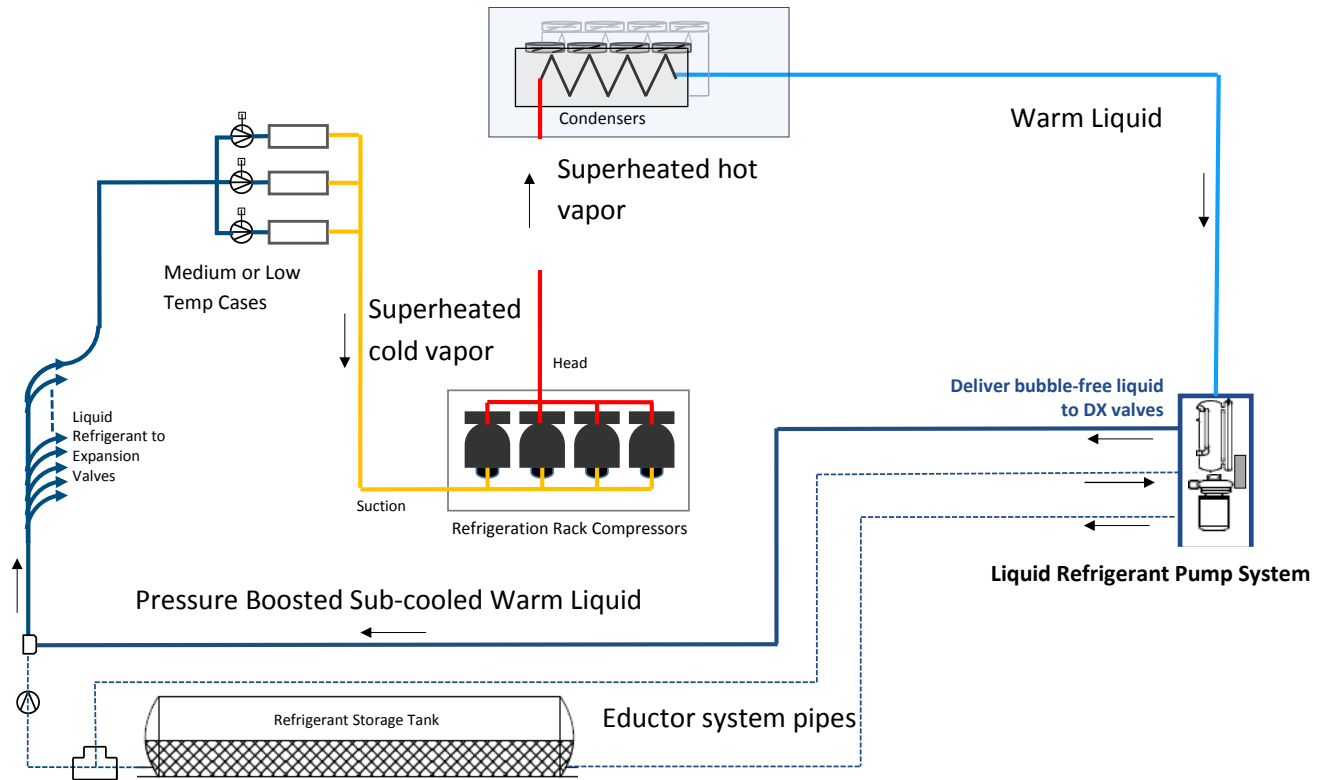 Condensers
Warm Liquid
Superheated hot
vapor
Medium or Low
Temp Cases
Superheated
cold vapor
Head
Deliver bubble-free liquid
to DX valves
Liquid
Refrigerant to
Expansion
Valves
Suction
Refrigeration Rack Compressors
Liquid Refrigerant Pump System
Pressure Boosted Sub-cooled Warm Liquid
Refrigerant Storage Tank
Eductor system pipes